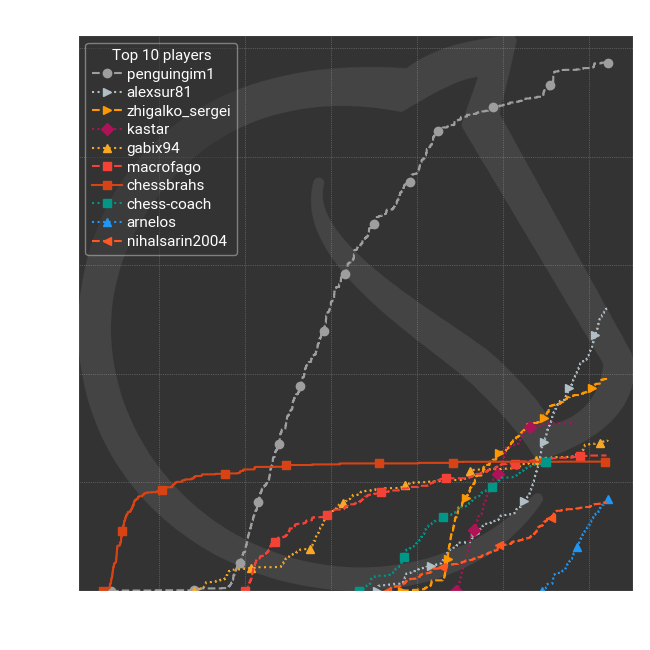 Top 10 players
penguingim1
alexsur81
zhigalko_sergei
kastar
gabix94
macrofago
chessbrahs
chess-coach
arnelos
nihalsarin2004